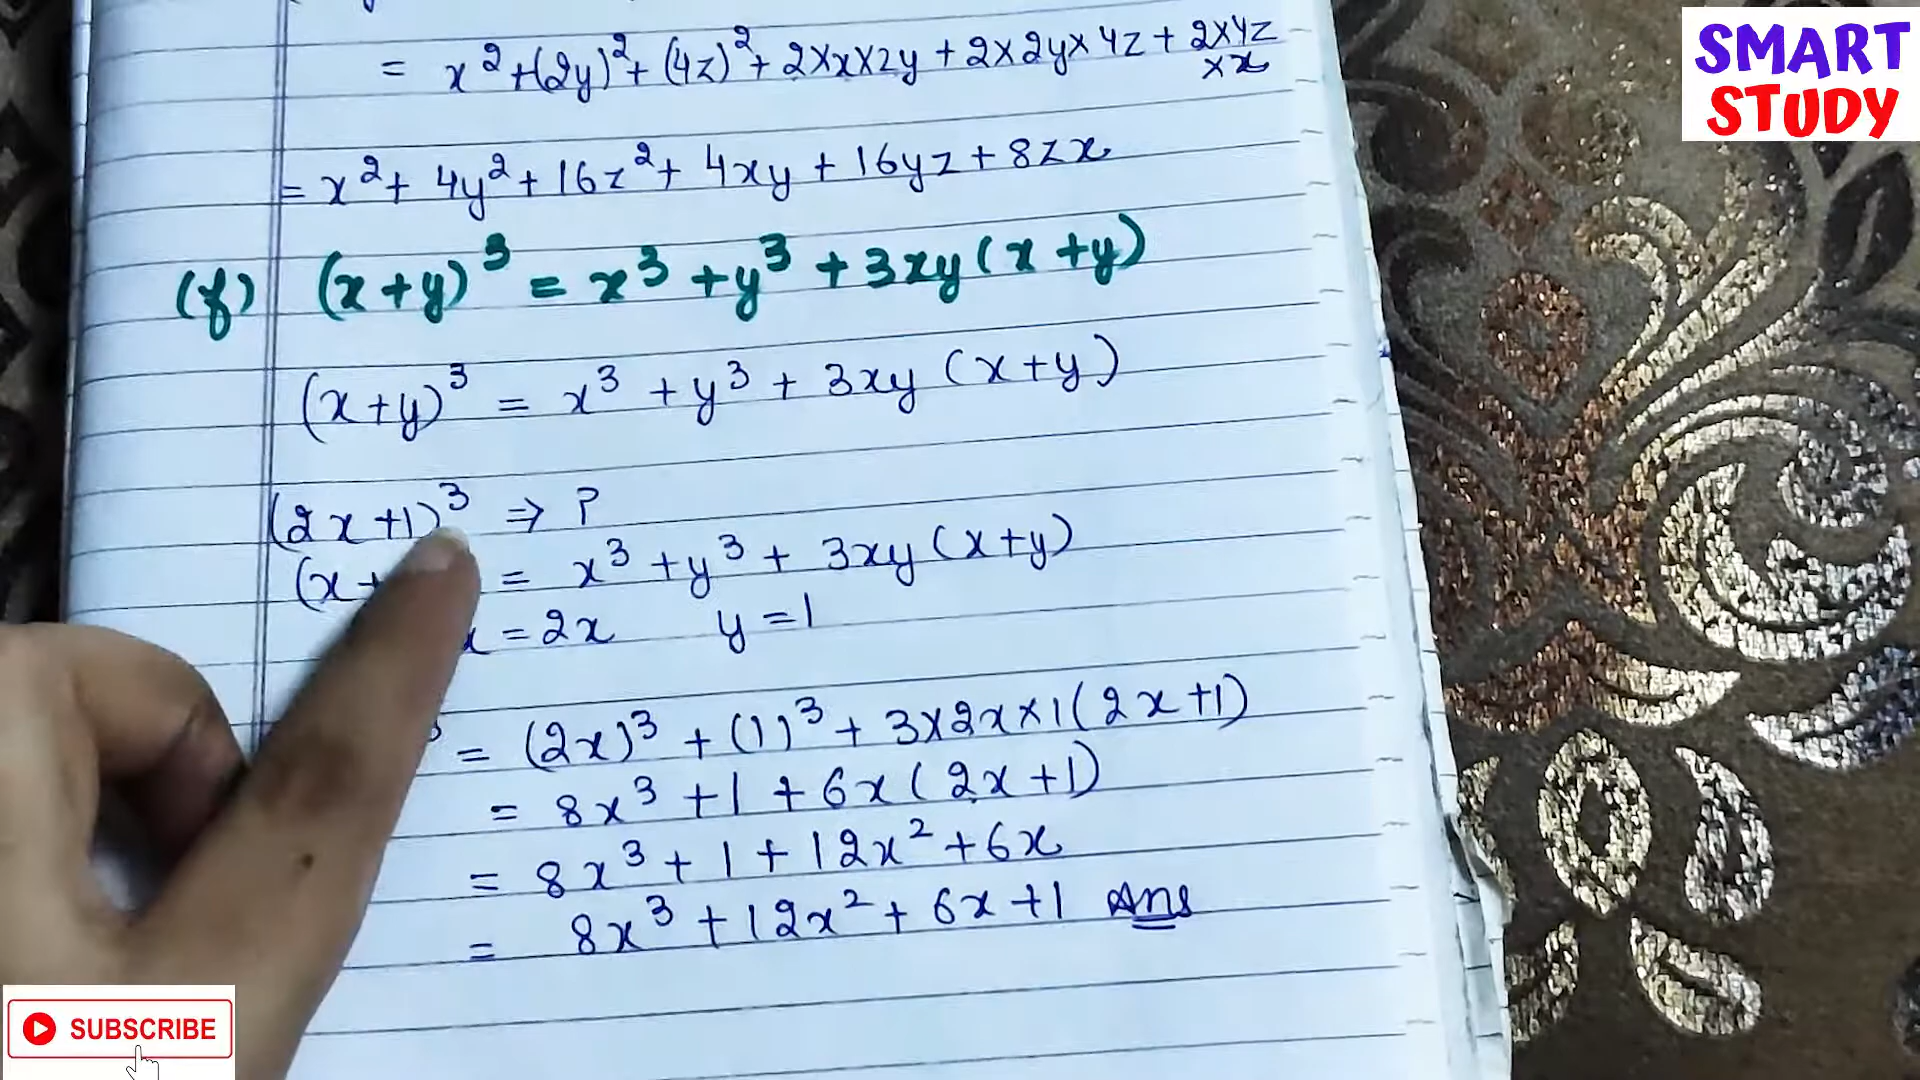 = x² + (2y)² + (4z)² + 2×x×2y + 2×2y×4z + 2×4z
×x
= x² + 4y² + 16z² + 4xy + 16yz + 8zx
(f) (x+y)³ = x³ + y³ + 3xy(x+y)
(x+y)³ = x³ + y³ + 3xy (x+y)
(2x+1)³ ⇒ ?
(x+ = x³ + y³ + 3xy (x+y)
x = 2x y = 1
³ = (2x)³ + (1)³ + 3×2x×1(2x+1)
= 8x³ + 1 + 6x (2x+1)
= 8x³ + 1 + 12x² + 6x
= 8x³ + 12x² + 6x + 1 Ans
SMART
STUDY
SUBSCRIBE